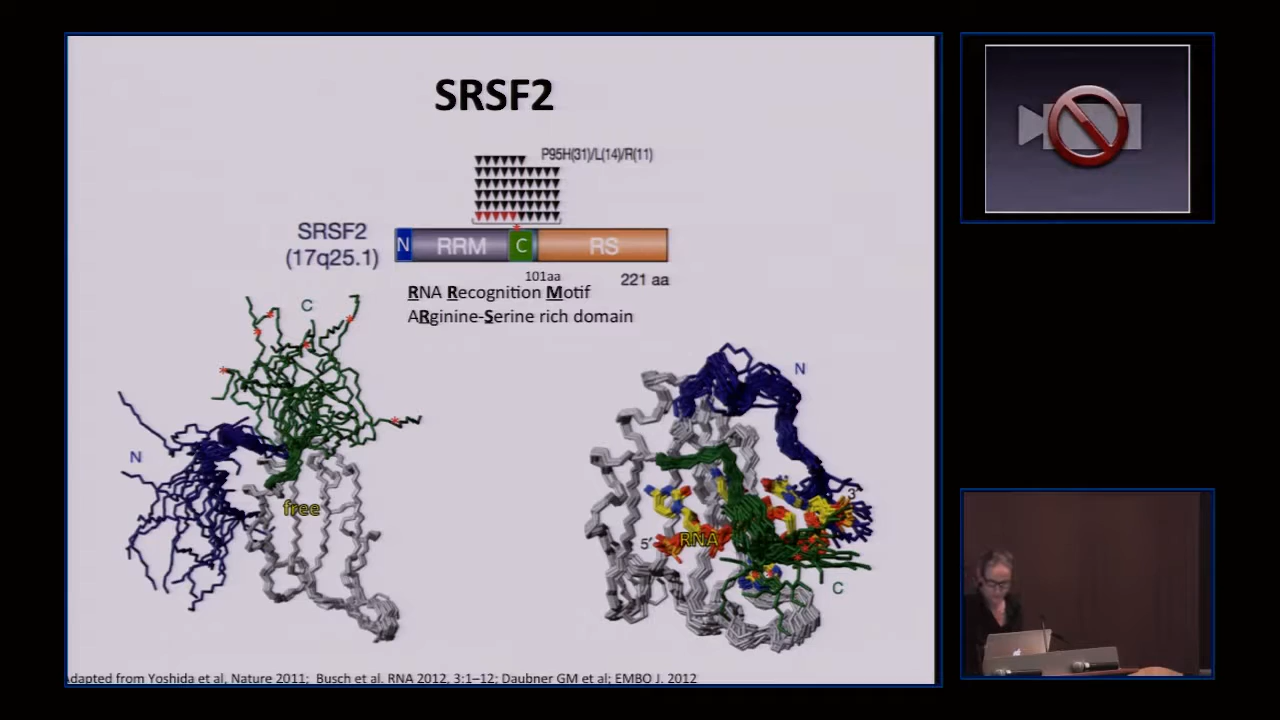 SRSF2
P95H(31)/L(14)/R(11)
SRSF2
(17q25.1)
N RRM C RS
101aa
221 aa
RNA Recognition Motif
ARginine-Serine rich domain
C
N
free
N
3'
5'
RNA
C
dapted from Yoshida et al, Nature 2011; Busch et al. RNA 2012, 3:1–12; Daubner GM et al; EMBO J. 2012